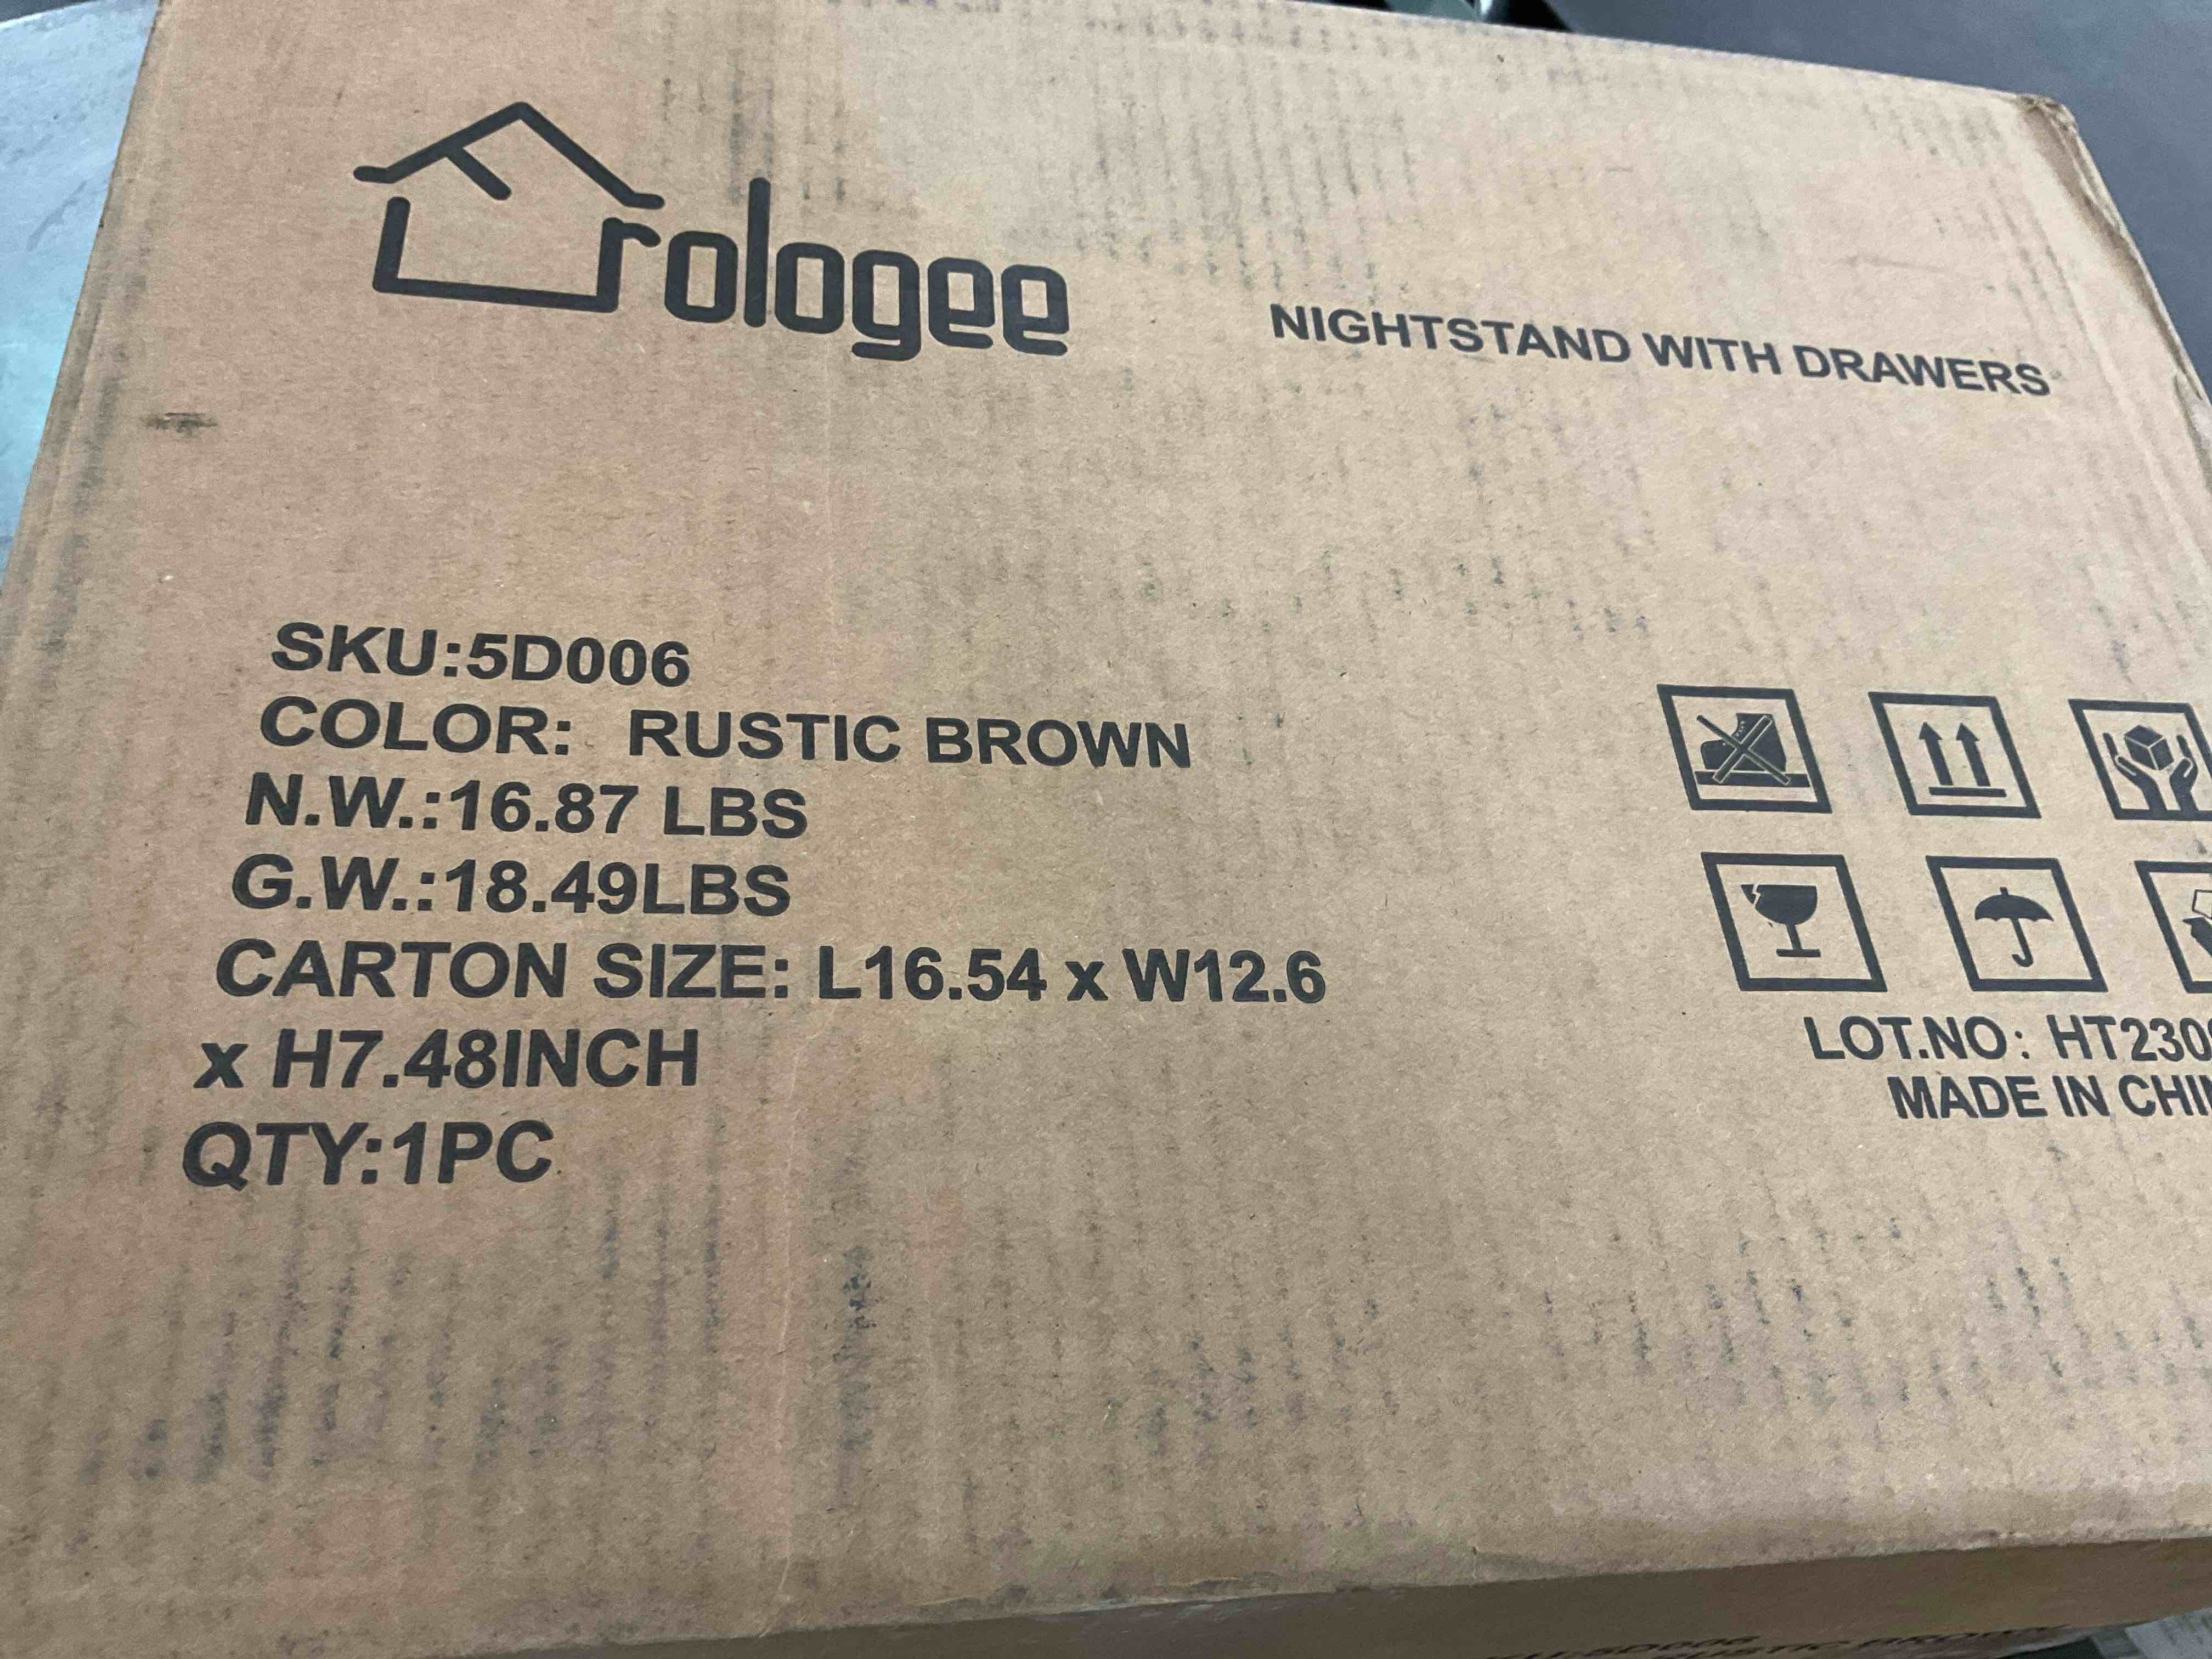 Furologee
NIGHTSTAND WITH DRAWERS
SKU:5D006
COLOR: RUSTIC BROWN
N.W.:16.87 LBS
G.W.:18.49LBS
CARTON SIZE: L16.54 x W12.6
x H7.48INCH
QTY:1PC
LOT.NO: HT230
MADE IN CHI